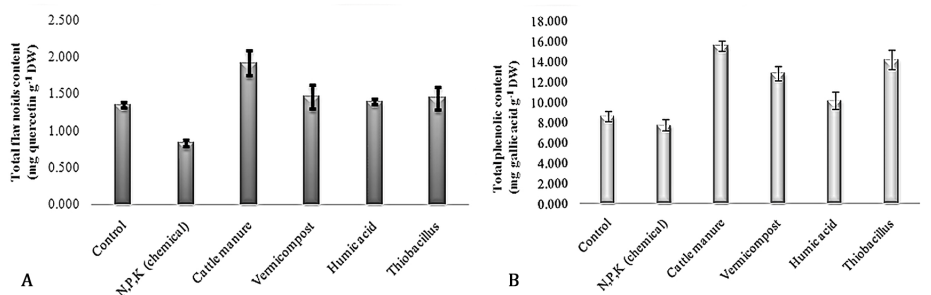 Total flavonoids content
(mg quercetin g-1 DW)
2.500
2.000
1.500
1.000
0.500
0.000
Control
N,P,K (chemical)
Cattle manure
Vermicompost
Humic acid
Thiobacillus
A
Total phenolic content
(mg gallic acid g-1 DW)
18.000
16.000
14.000
12.000
10.000
8.000
6.000
4.000
2.000
0.000
Control
N,P,K (chemical)
Cattle manure
Vermicompost
Humic acid
Thiobacillus
B